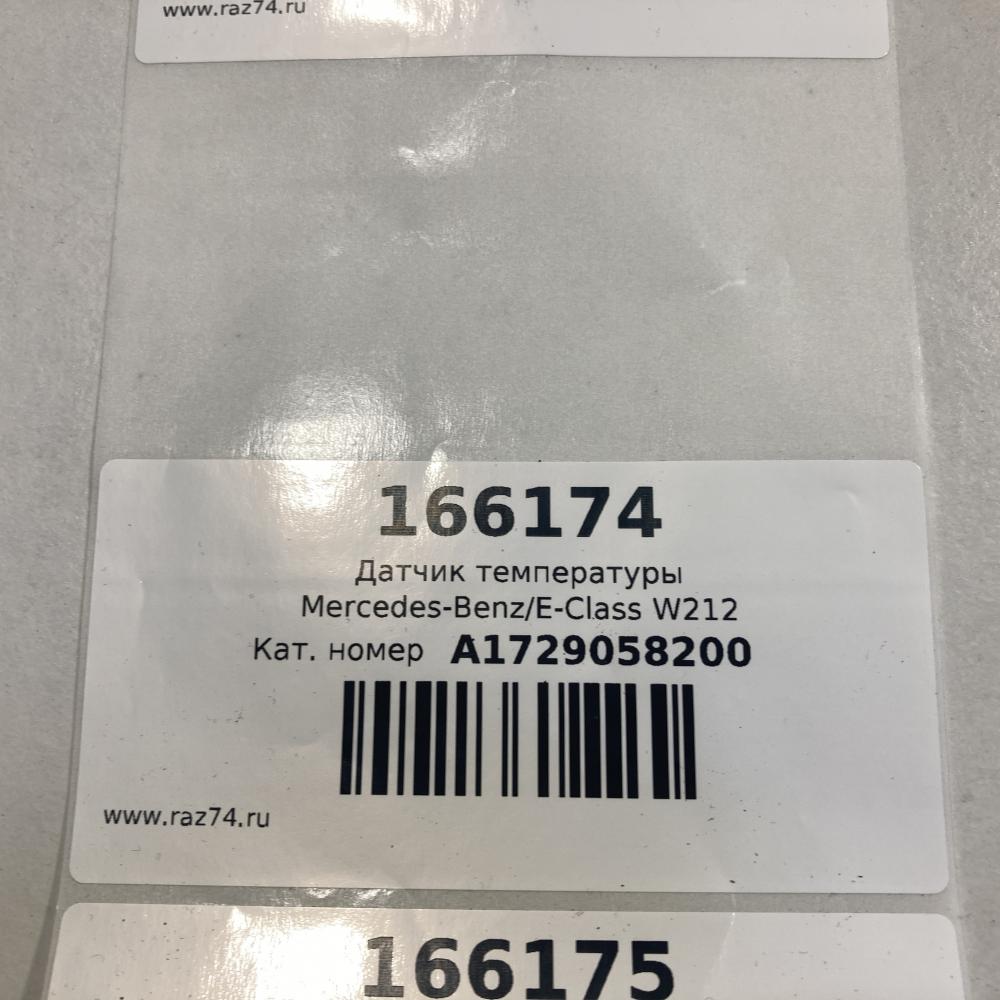 www.raz74.ru
166174
Датчик температуры
Mercedes-Benz/E-Class W212
Кат. номер A1729058200
www.raz74.ru
166175